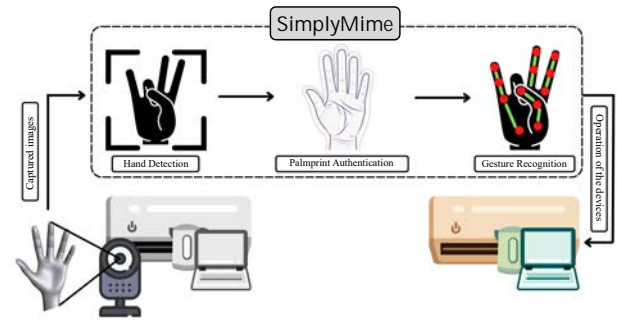 SimplyMime
Captured images
Hand Detection
Palmprint Authentication
Gesture Recognition
Operation of the devices